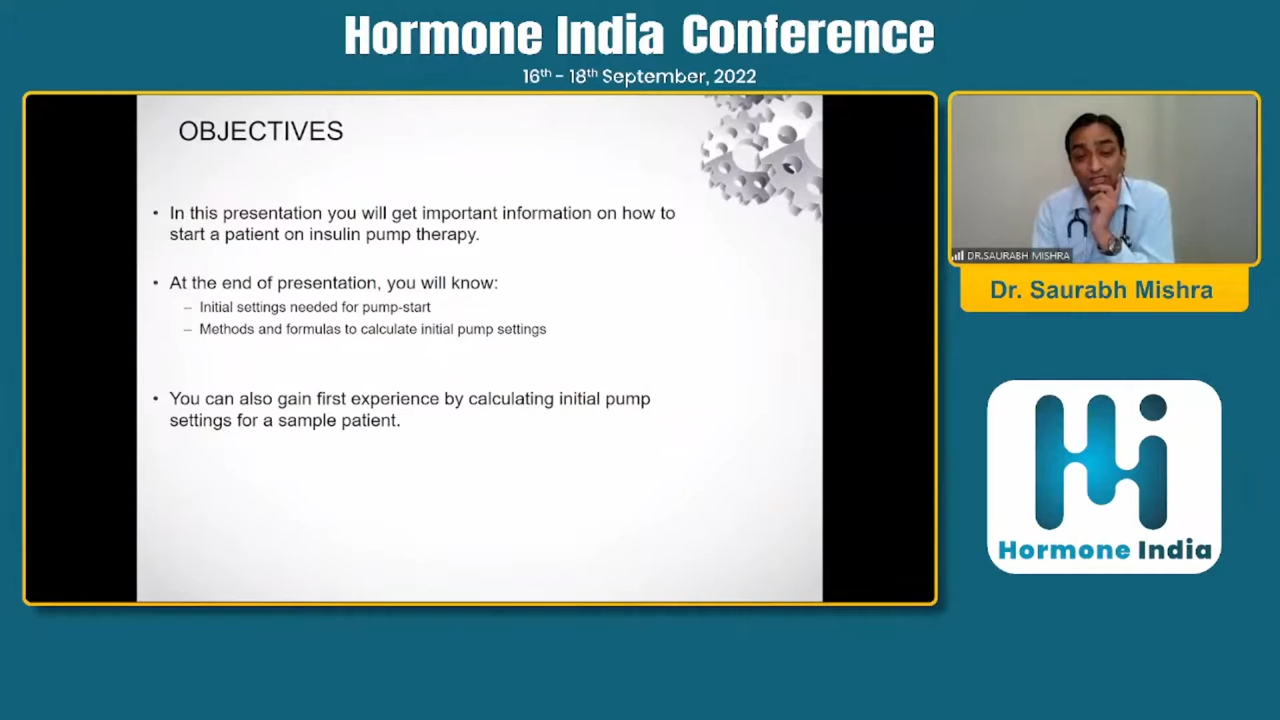 Hormone India Conference
16th - 18th September, 2022
OBJECTIVES
• In this presentation you will get important information on how to
start a patient on insulin pump therapy.
• At the end of presentation, you will know:
– Initial settings needed for pump-start
– Methods and formulas to calculate initial pump settings
• You can also gain first experience by calculating initial pump
settings for a sample patient.
DR.SAURABH MISHRA
Dr. Saurabh Mishra
Hi
Hormone India